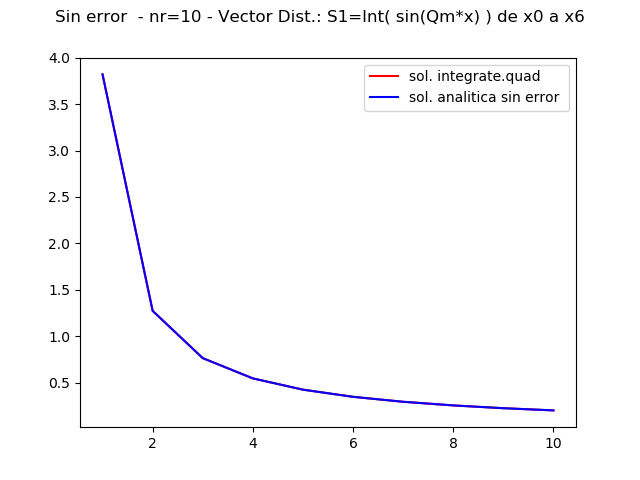 Sin error  - nr=10 - Vector Dist.: S1=Int( sin(Qm*x) ) de x0 a x6
sol. integrate.quad
sol. analitica sin error
4.0
3.5
3.0
2.5
2.0
1.5
1.0
0.5
2 4 6 8 10